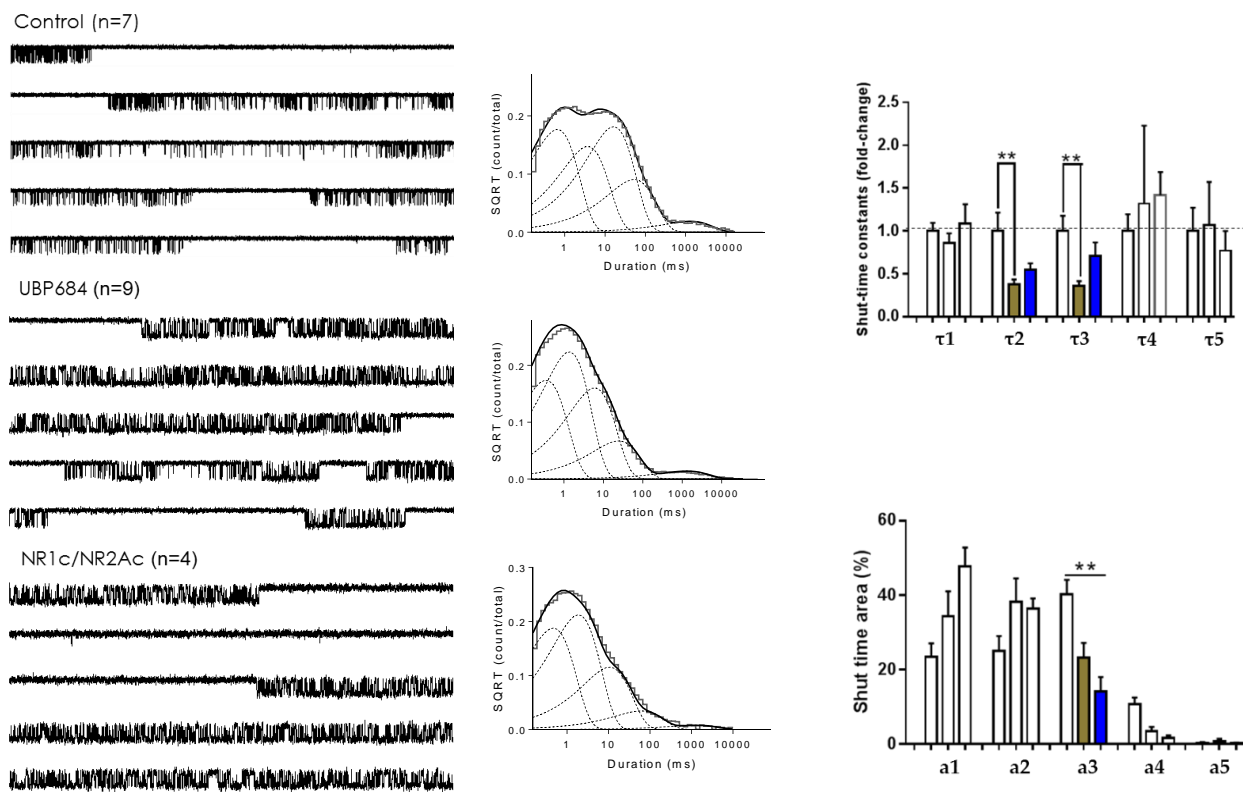 Control (n=7)
UBP684 (n=9)
NR1c/NR2Ac (n=4)
SQRT (count/total)
0.2
0.1
0.0
1 10 100 1000 10000
Duration (ms)
SQRT (count/total)
0.2
0.1
0.0
1 10 100 1000 10000
Duration (ms)
SQRT (count/total)
0.3
0.2
0.1
0.0
1 10 100 1000 10000
Duration (ms)
Shut-time constants (fold-change)
2.5
2.0
1.5
1.0
0.5
0.0
** **
τ1 τ2 τ3 τ4 τ5
Shut time area (%)
60
40
20
0
**
a1 a2 a3 a4 a5